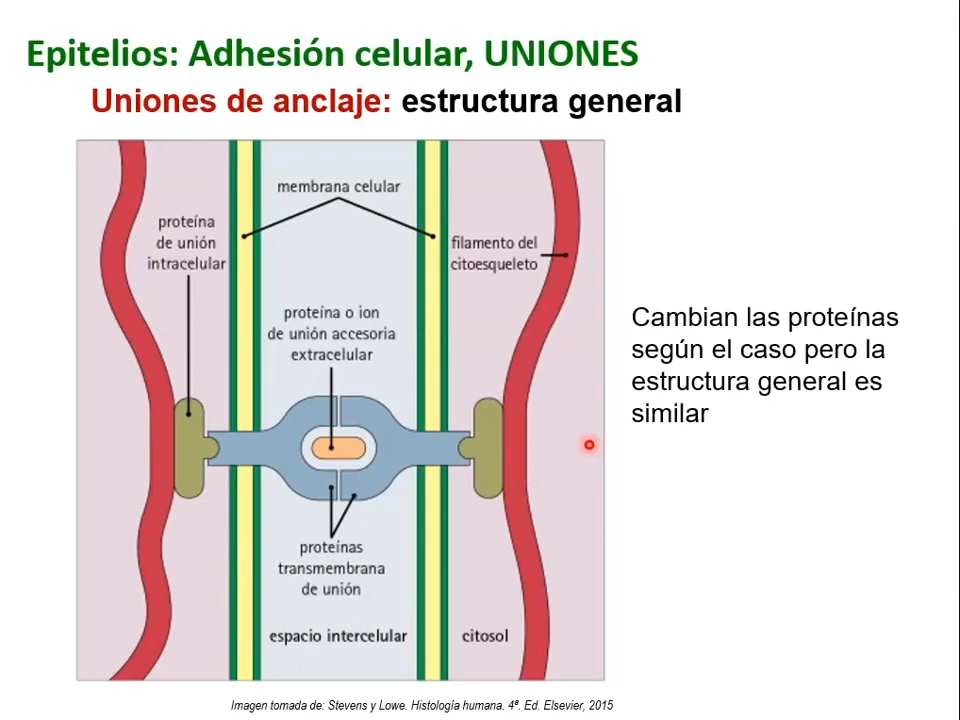 Epitelios: Adhesión celular, UNIONES
Uniones de anclaje: estructura general
membrana celular
proteína
de unión
intracelular
filamento del
citoesqueleto
proteína o ion
de unión accesoria
extracelular
Cambian las proteínas
según el caso pero la
estructura general es
similar
proteínas
transmembrana
de unión
espacio intercelular
citosol
Imagen tomada de: Stevens y Lowe. Histología humana. 4ª. Ed. Elsevier, 2015